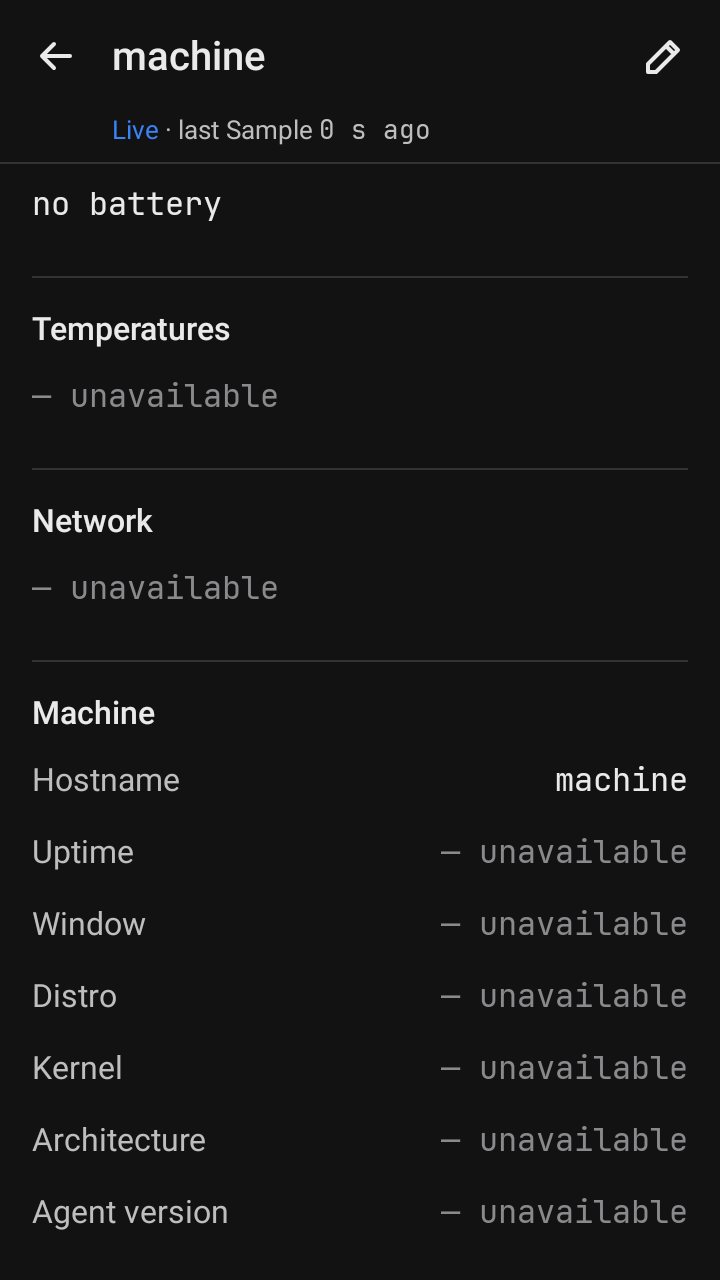 machine
Live · last Sample 0 s ago
no battery
Temperatures
— unavailable
Network
— unavailable
Machine
Hostname machine
Uptime — unavailable
Window — unavailable
Distro — unavailable
Kernel — unavailable
Architecture — unavailable
Agent version — unavailable